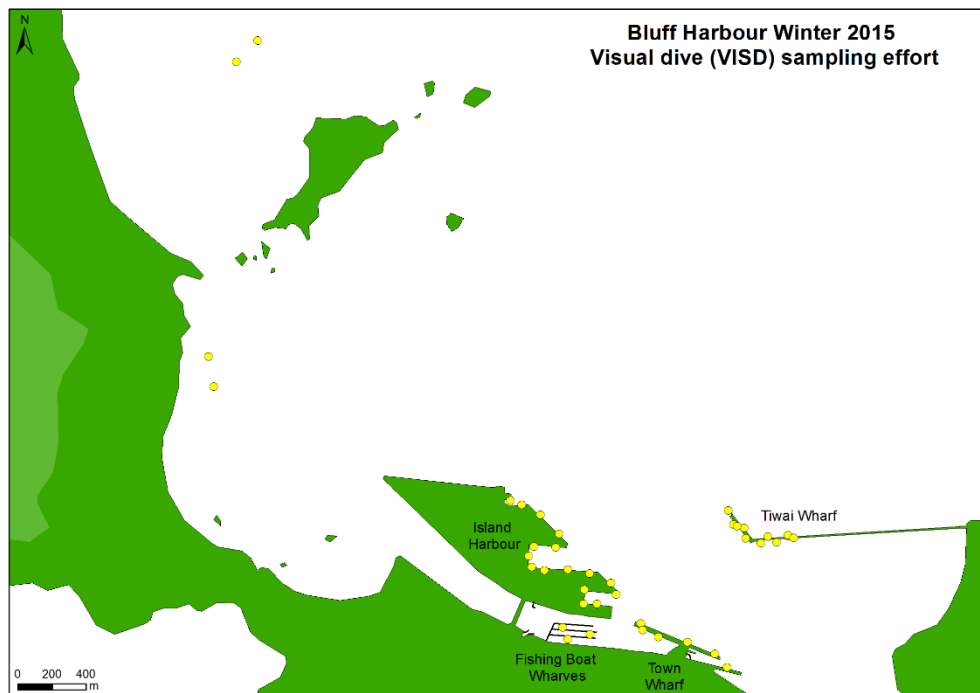 N
Bluff Harbour Winter 2015
Visual dive (VISD) sampling effort
Island
Harbour
Tiwai Wharf
Fishing Boat
Wharves
Town
Wharf
0 200 400
m